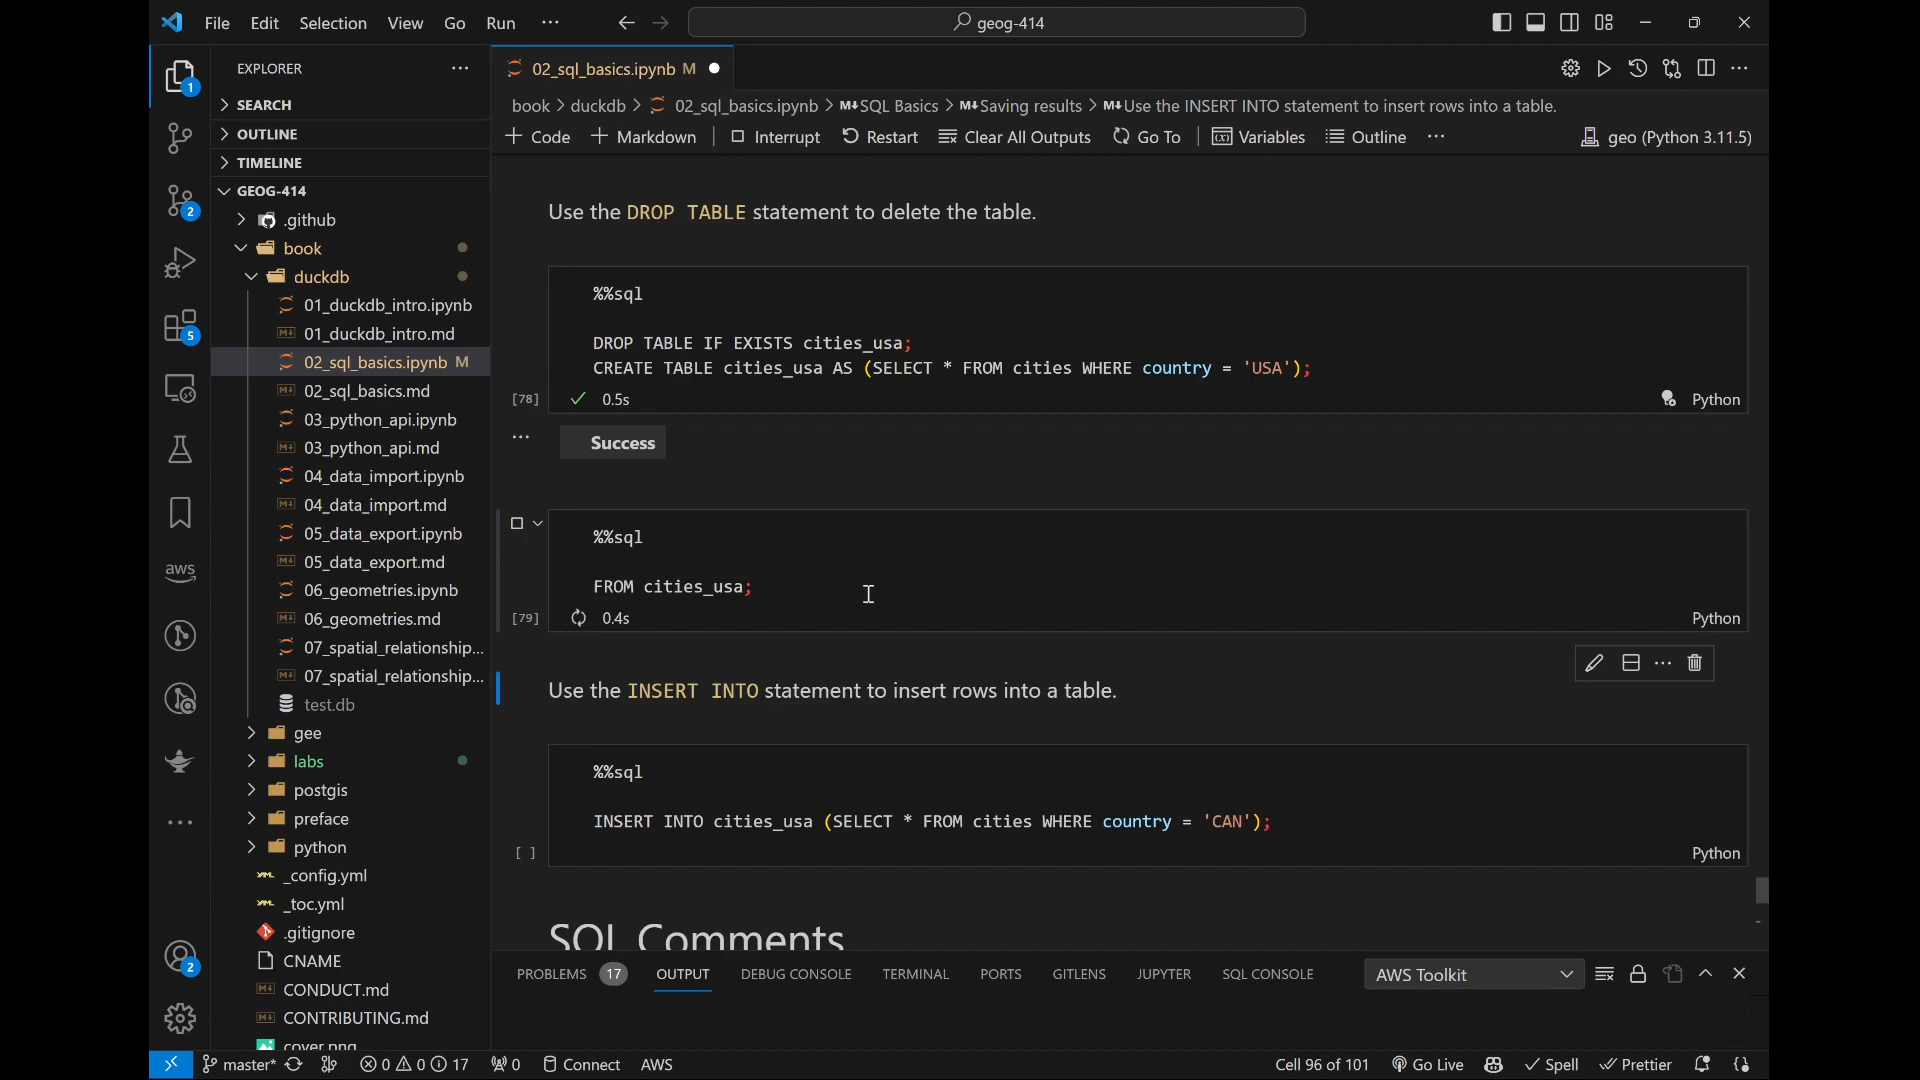 File Edit Selection View Go Run ···
geog-414
EXPLORER ···
SEARCH
OUTLINE
TIMELINE
GEOG-414
.github
book
duckdb
01_duckdb_intro.ipynb
01_duckdb_intro.md
02_sql_basics.ipynb M
02_sql_basics.md
03_python_api.ipynb
03_python_api.md
04_data_import.ipynb
04_data_import.md
05_data_export.ipynb
05_data_export.md
06_geometries.ipynb
06_geometries.md
07_spatial_relationship...
07_spatial_relationship...
test.db
gee
labs
postgis
preface
python
_config.yml
_toc.yml
.gitignore
CNAME
CONDUCT.md
CONTRIBUTING.md
cover.png
1
2
5
aws
2
02_sql_basics.ipynb M
book > duckdb > 02_sql_basics.ipynb > M↓SQL Basics > M↓Saving results > M↓Use the INSERT INTO statement to insert rows into a table.
+ Code + Markdown Interrupt Restart Clear All Outputs Go To Variables Outline ··· geo (Python 3.11.5)
Use the DROP TABLE statement to delete the table.
%%sql
DROP TABLE IF EXISTS cities_usa;
CREATE TABLE cities_usa AS (SELECT * FROM cities WHERE country = 'USA');
[78] ✓ 0.5s Python
··· Success
%%sql
FROM cities_usa;
[79] 0.4s Python
Use the INSERT INTO statement to insert rows into a table.
%%sql
INSERT INTO cities_usa (SELECT * FROM cities WHERE country = 'CAN');
[ ] Python
SQL Comments
PROBLEMS 17 OUTPUT DEBUG CONSOLE TERMINAL PORTS GITLENS JUPYTER SQL CONSOLE AWS Toolkit
master* 0 0 17 0 Connect AWS Cell 96 of 101 Go Live Spell Prettier